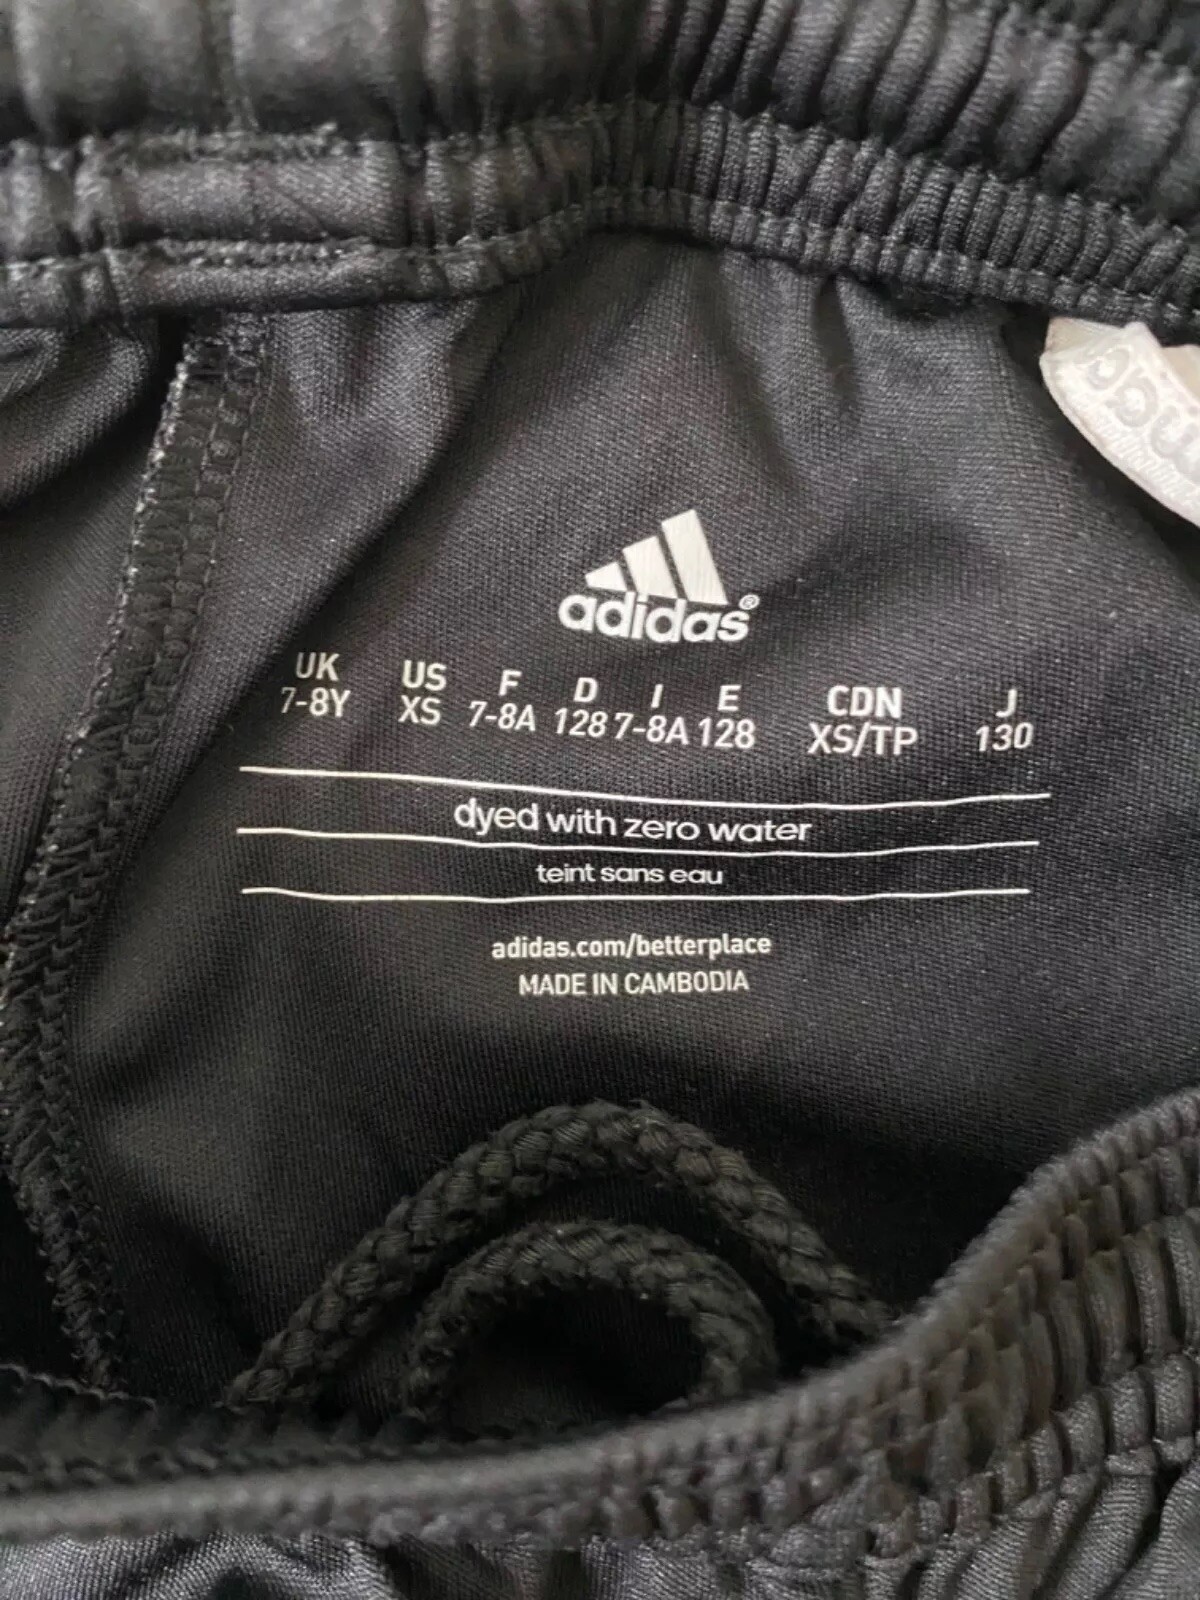 adidas®
UK US F D I E CDN J
7-8Y XS 7-8A 128 7-8A 128 XS/TP 130
dyed with zero water
teint sans eau
adidas.com/betterplace
MADE IN CAMBODIA